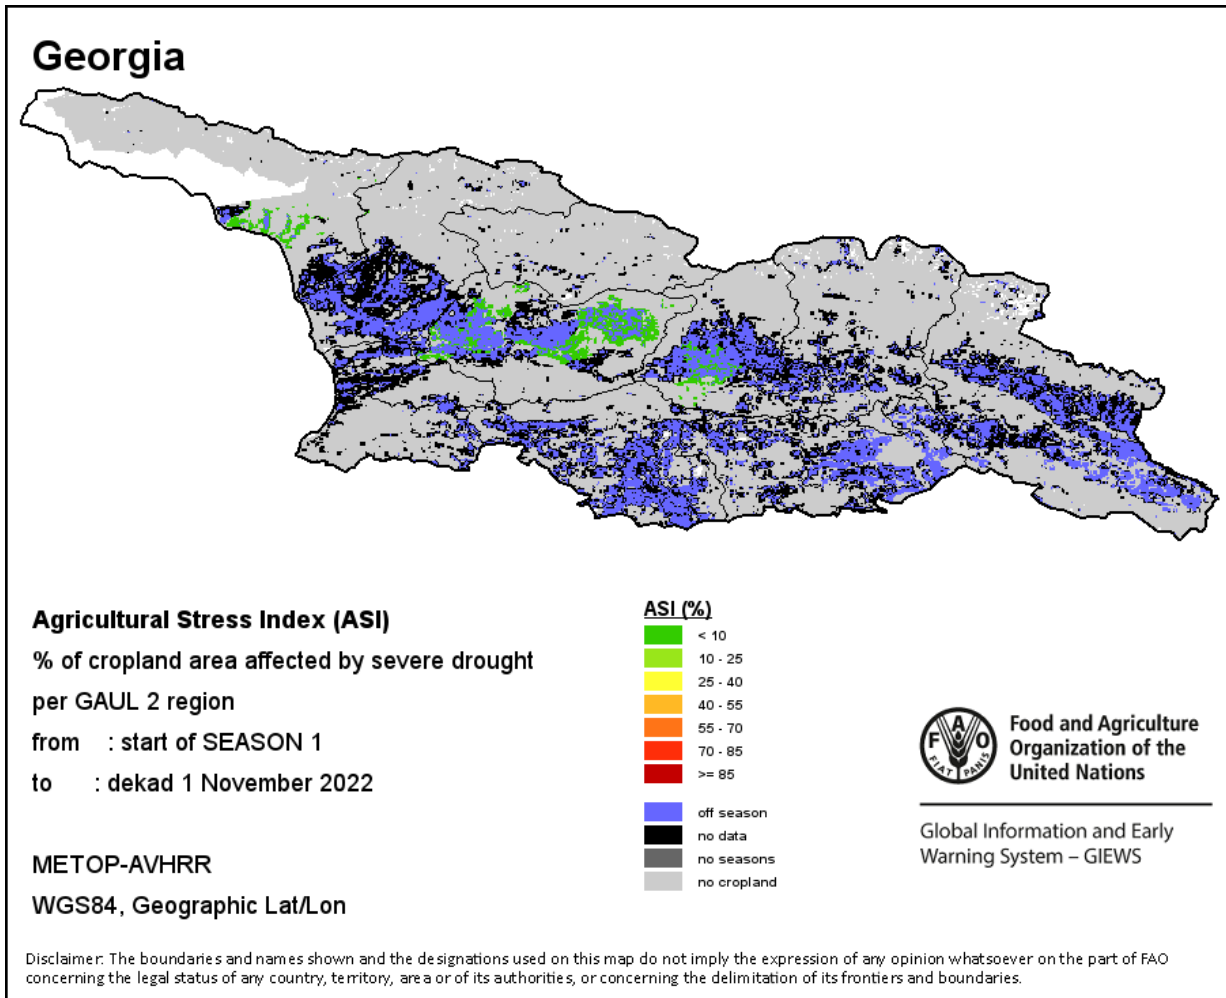 Georgia
Agricultural Stress Index (ASI)
% of cropland area affected by severe drought
per GAUL 2 region
from : start of SEASON 1
to : dekad 1 November 2022
METOP-AVHRR
WGS84, Geographic Lat/Lon
ASI (%)
< 10
10 - 25
25 - 40
40 - 55
55 - 70
70 - 85
>= 85
off season
no data
no seasons
no cropland
F A O
FIAT PANIS
Food and Agriculture
Organization of the
United Nations
Global Information and Early
Warning System – GIEWS
Disclaimer: The boundaries and names shown and the designations used on this map do not imply the expression of any opinion whatsoever on the part of FAO
concerning the legal status of any country, territory, area or of its authorities, or concerning the delimitation of its frontiers and boundaries.